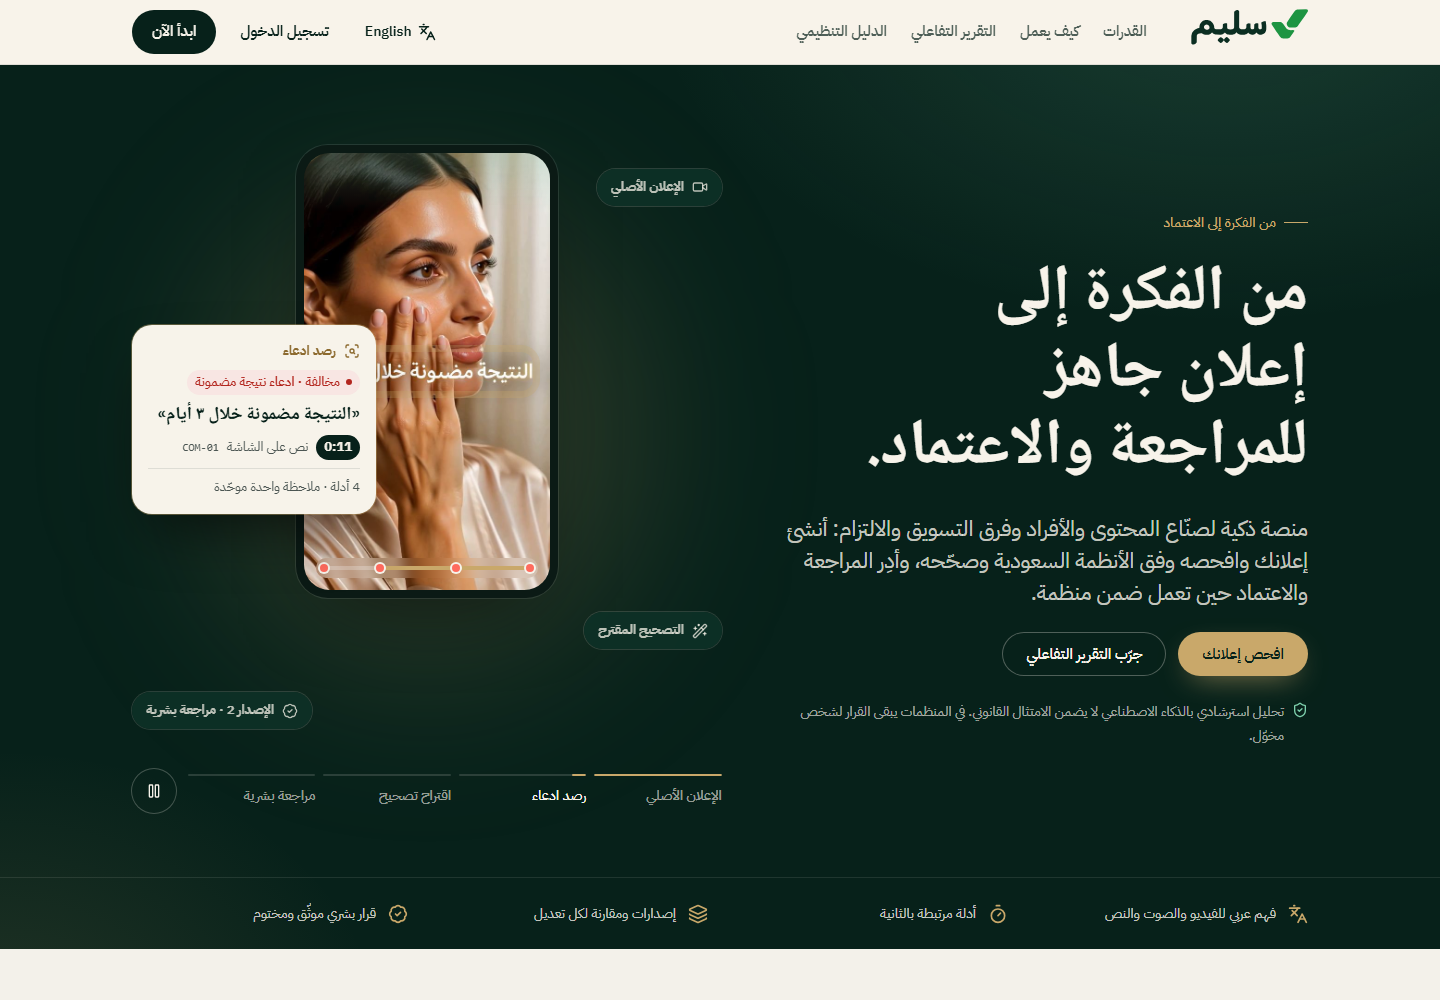 سليم
القدرات
كيف يعمل
التقرير التفاعلي
الدليل التنظيمي
English
تسجيل الدخول
ابدأ الآن
من الفكرة إلى الاعتماد
من الفكرة إلى
إعلان جاهز
للمراجعة والاعتماد.
منصة ذكية لصنّاع المحتوى والأفراد وفرق التسويق والالتزام: أنشئ
إعلانك وافحصه وفق الأنظمة السعودية وصحّحه، وأدِر المراجعة
والاعتماد حين تعمل ضمن منظمة.
افحص إعلانك
جرّب التقرير التفاعلي
تحليل استرشادي بالذكاء الاصطناعي لا يضمن الامتثال القانوني. في المنظمات يبقى القرار لشخص
مخوّل.
الإعلان الأصلي
النتيجة مضمونة خلال
رصد ادعاء
مخالفة · ادعاء نتيجة مضمونة
«النتيجة مضمونة خلال ٣ أيام»
0:11 نص على الشاشة COM-01
4 أدلة · ملاحظة واحدة موحّدة
التصحيح المقترح
الإصدار 2 · مراجعة بشرية
الإعلان الأصلي
رصد ادعاء
اقتراح تصحيح
مراجعة بشرية
فهم عربي للفيديو والصوت والنص
أدلة مرتبطة بالثانية
إصدارات ومقارنة لكل تعديل
قرار بشري موثّق ومختوم